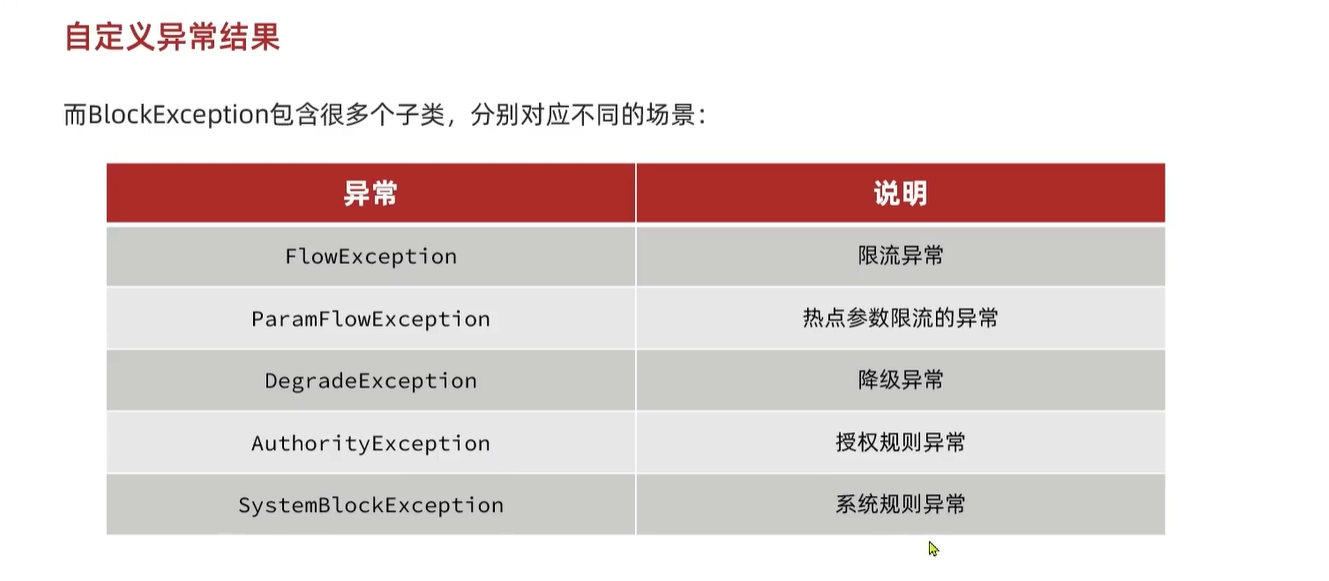 自定义异常结果
而BlockException包含很多个子类，分别对应不同的场景：
异常 说明
FlowException 限流异常
ParamFlowException 热点参数限流的异常
DegradeException 降级异常
AuthorityException 授权规则异常
SystemBlockException 系统规则异常